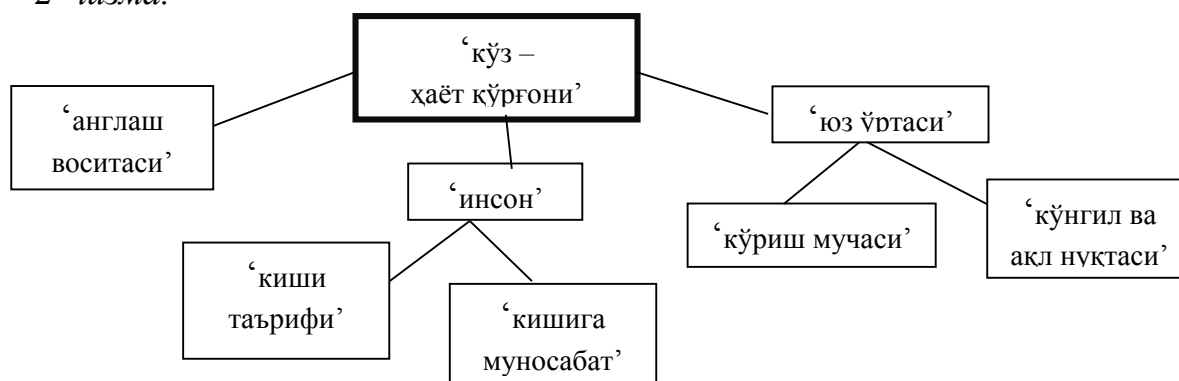 2- чизма.
‘кўз –
ҳаёт қўрғони’
‘англаш
воситаси’
‘юз ўртаси’
‘инсон’
‘кўриш мучаси’
‘кўнгил ва
ақл нуқтаси’
‘киши
таърифи’
‘кишига
муносабат’